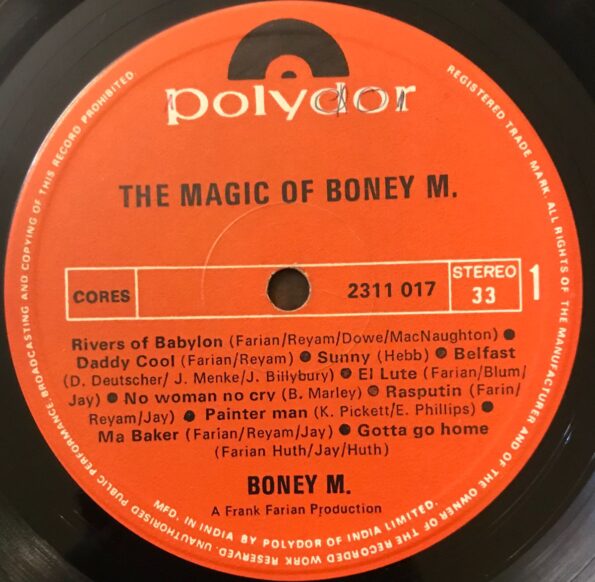 polydor
THE MAGIC OF BONEY M.
CORES
2311 017
STEREO
33
1
Rivers of Babylon (Farian/Reyam/Dowe/MacNaughton) ●
Daddy Cool (Farian/Reyam) ● Sunny (Hebb) ● Belfast
(D. Deutscher/ J. Menke/J. Billybury) ● El Lute (Farian/Blum/
Jay) ● No woman no cry (B. Marley) ● Rasputin (Farin/
Reyam/Jay) ● Painter man (K. Pickett/E. Phillips) ●
Ma Baker (Farian/Reyam/Jay) ● Gotta go home
(Farian Huth/Jay/Huth)
BONEY M.
A Frank Farian Production
MFD. IN INDIA BY POLYDOR OF INDIA LIMITED.
REGISTERED TRADE MARK. ALL RIGHTS OF THE MANUFACTURER AND OF THE OWNER OF THE RECORDED WORK RESERVED. UNAUTHORISED PUBLIC PERFORMANCE BROADCASTING AND COPYING OF THIS RECORD PROHIBITED.